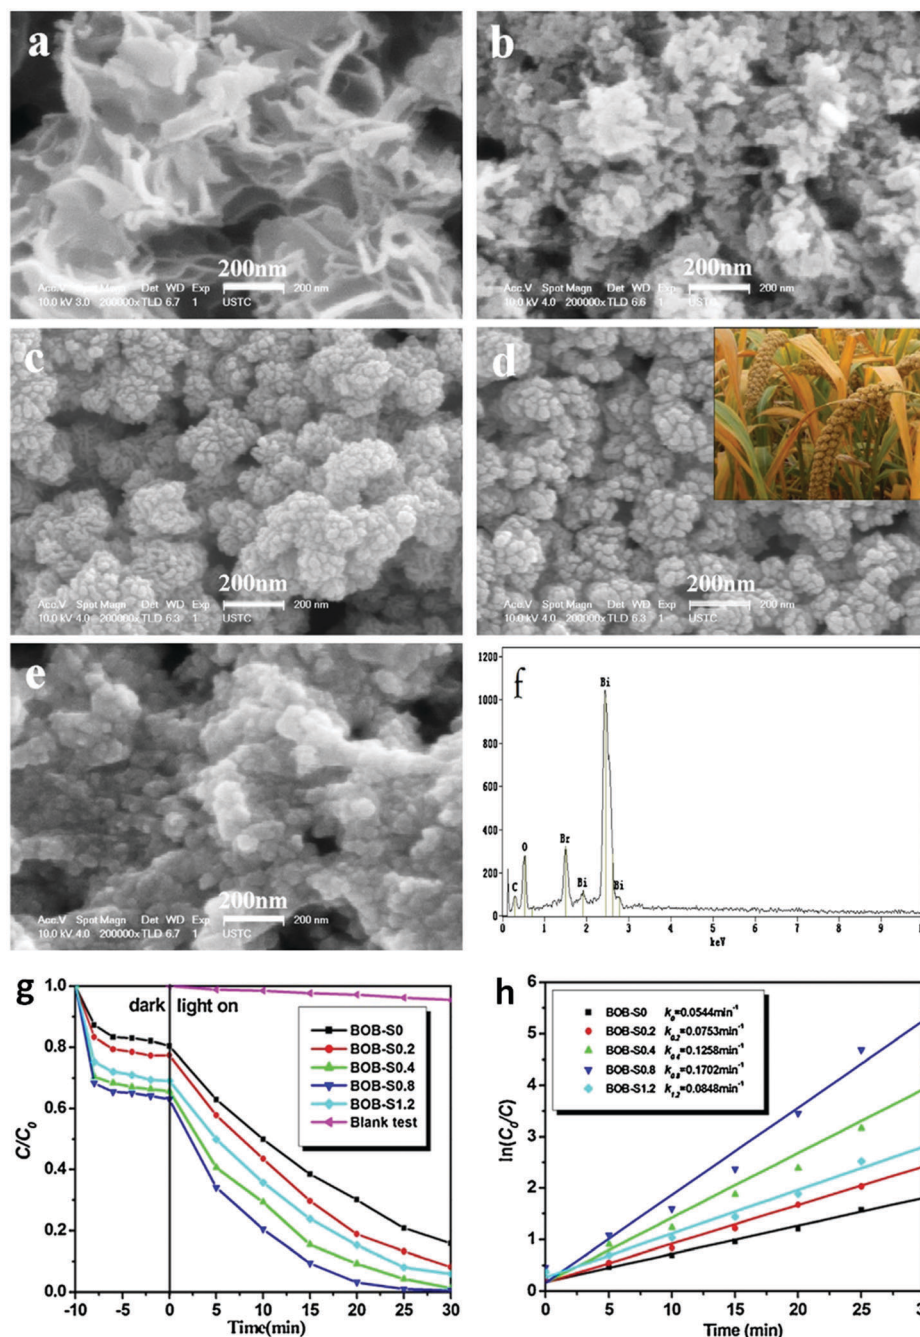 a
200nm
Acc.V Spot Magn Det WD Exp
10.0 kV 3.0 200000x TLD 6.7 1 USTC
200 nm
b
200nm
Acc.V Spot Magn Det WD Exp
10.0 kV 4.0 200000x TLD 6.6 1 USTC
200 nm
c
200nm
Acc.V Spot Magn Det WD Exp
10.0 kV 4.0 200000x TLD 6.3 1 USTC
200 nm
d
200nm
Acc.V Spot Magn Det WD Exp
10.0 kV 4.0 200000x TLD 6.3 1 USTC
200 nm
e
200nm
Acc.V Spot Magn Det WD Exp
10.0 kV 4.0 200000x TLD 6.7 1 USTC
200 nm
f
1200
1000
800
600
400
200
0
C
O
Br
Bi
Bi
Bi
0 1 2 3 4 5 6 7 8 9
keV
g
dark light on
BOB-S0
BOB-S0.2
BOB-S0.4
BOB-S0.8
BOB-S1.2
Blank test
C/C0
1.0
0.8
0.6
0.4
0.2
0.0
-10 -5 0 5 10 15 20 25 30
Time(min)
h
BOB-S0 k0=0.0544min-1
BOB-S0.2 k0.2=0.0753min-1
BOB-S0.4 k0.4=0.1258min-1
BOB-S0.8 k0.8=0.1702min-1
BOB-S1.2 k1.2=0.0848min-1
ln(C0/C)
6
5
4
3
2
1
0
0 5 10 15 20 25
Time (min)